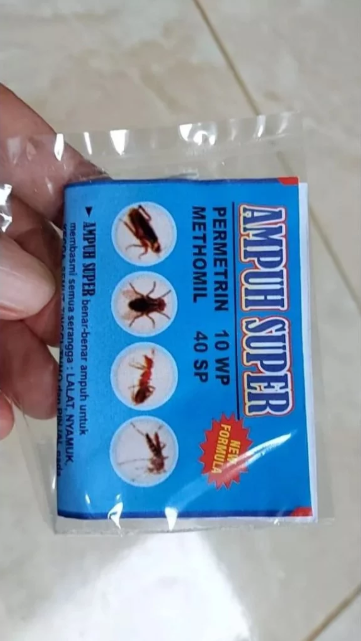 AMPUH SUPER
PERMETRIN 10 WP
METHOMIL 40 SP
NEW
FORMULA
► AMPUH SUPER benar-benar ampuh untuk
membasmi semua serangga : LALAT, NYAMUK,